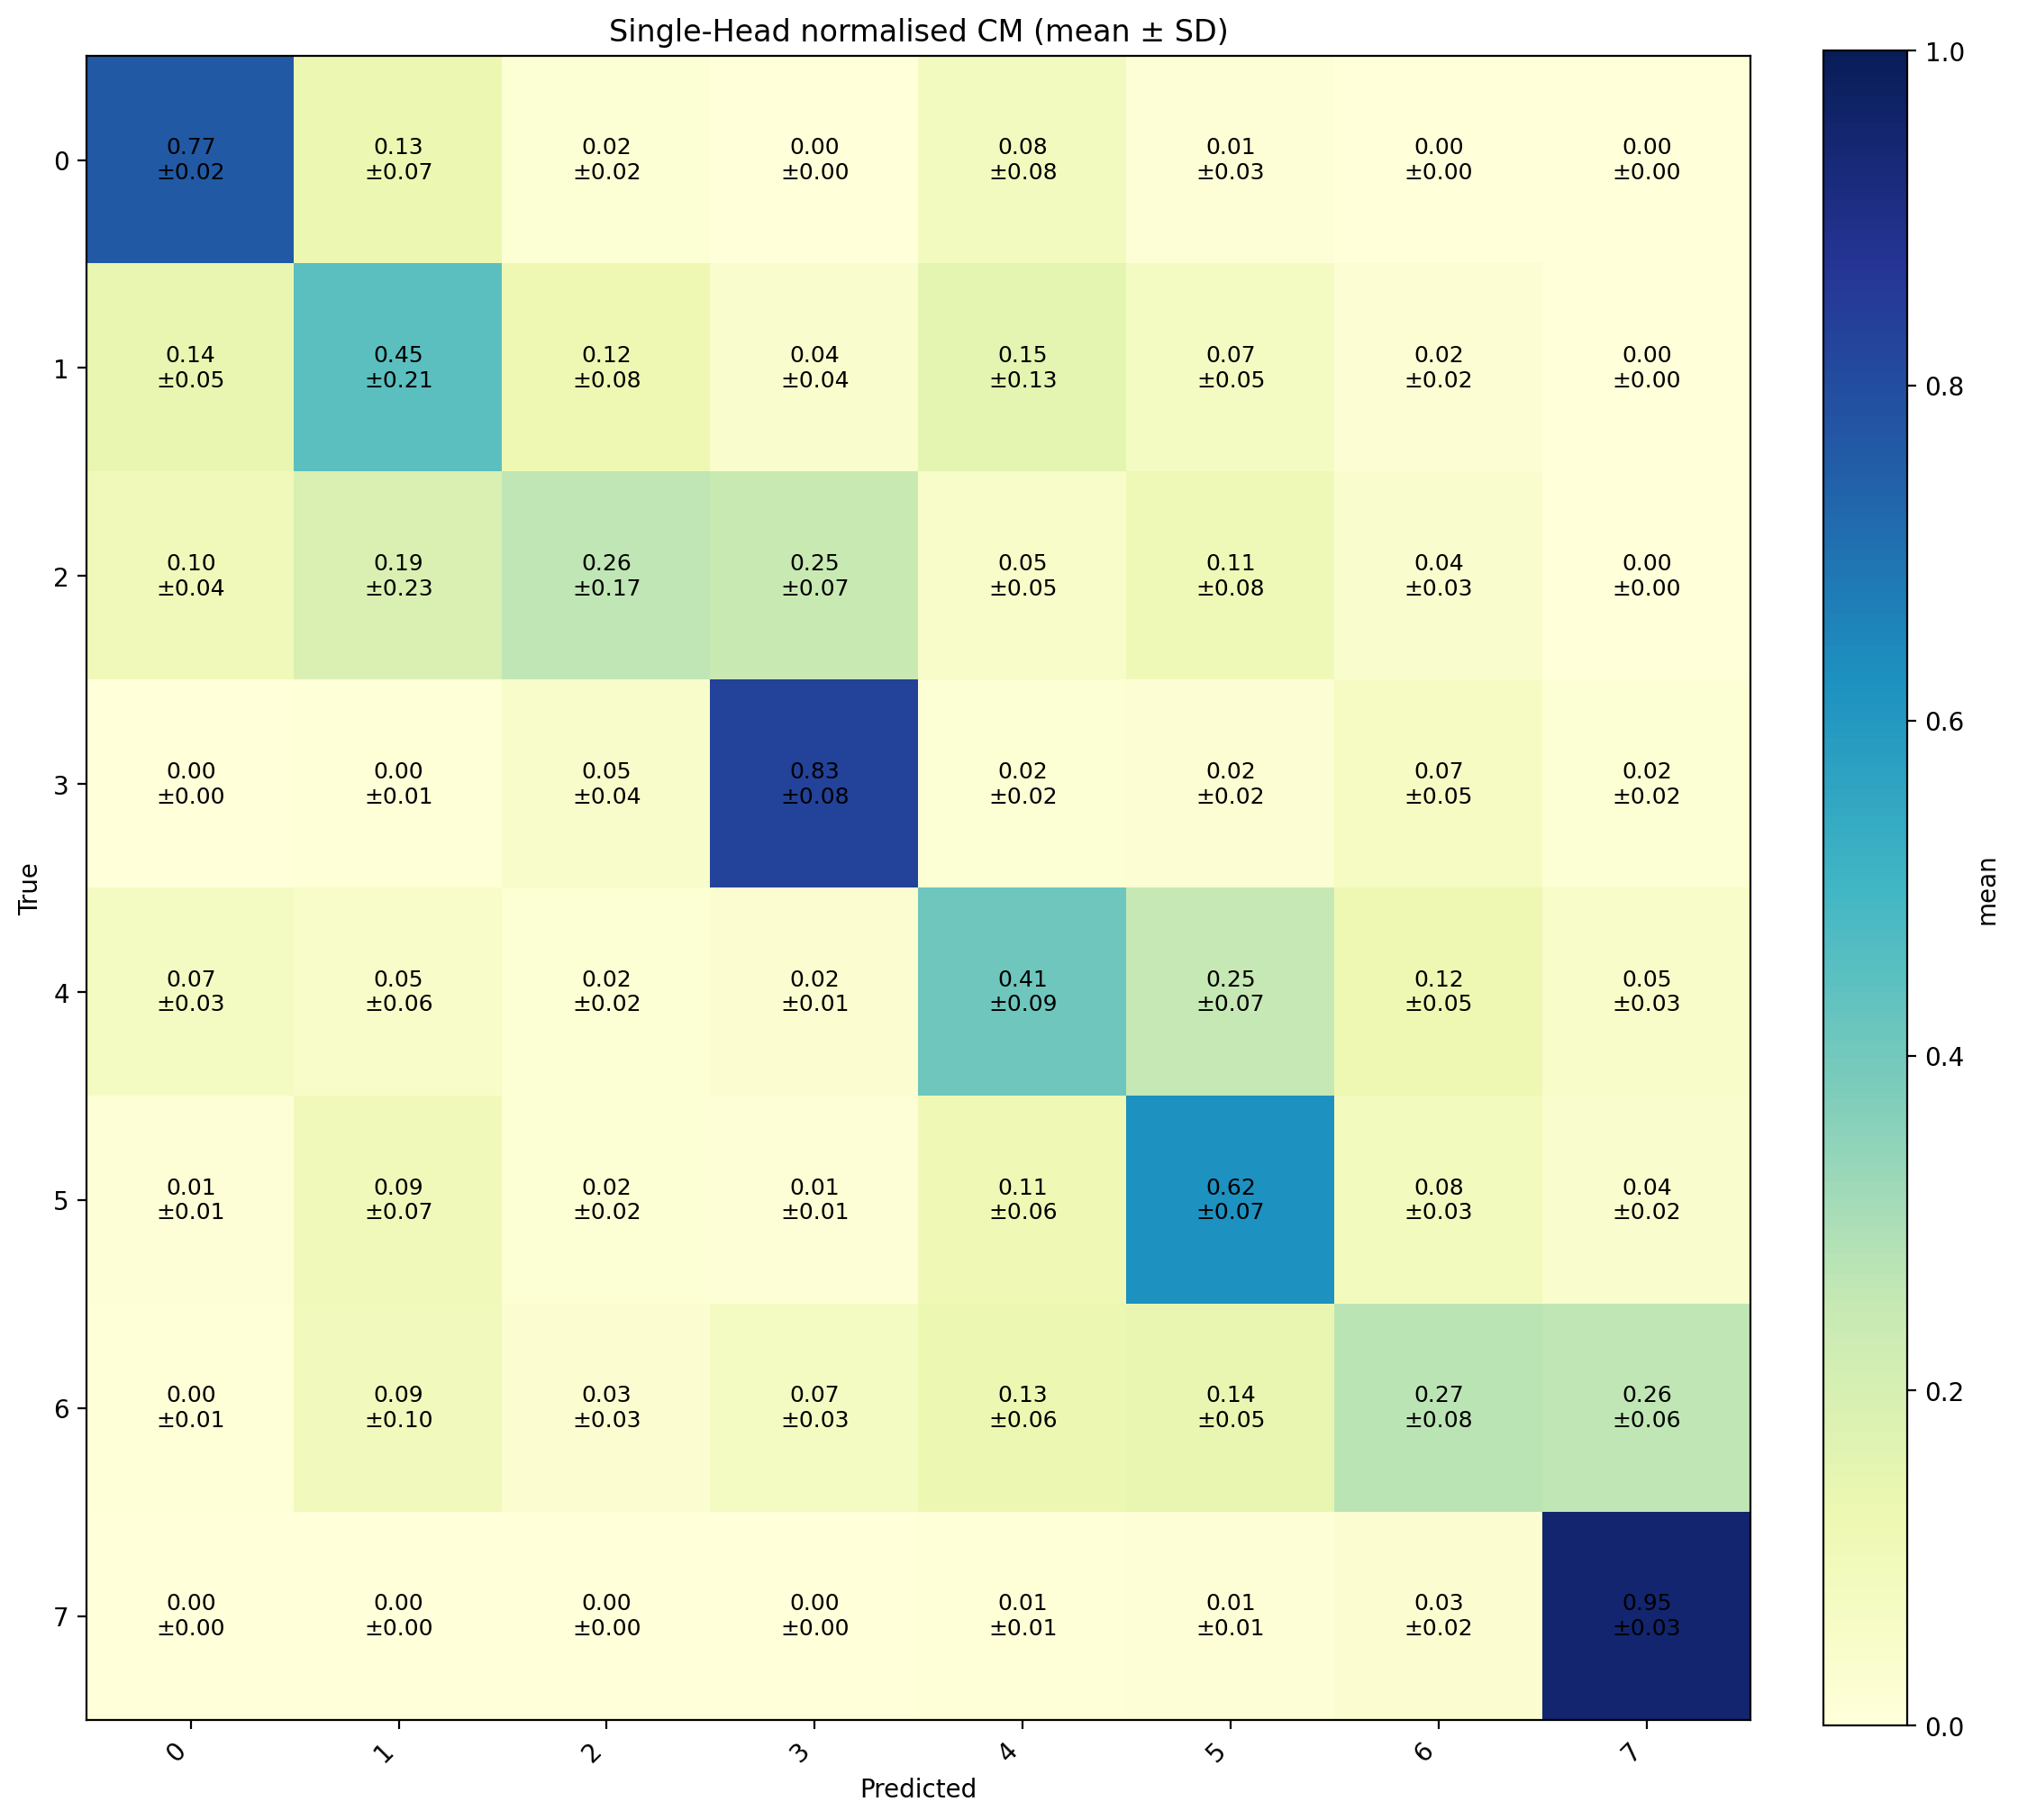 Single-Head normalised CM (mean ± SD)
0.77 0.13 0.02 0.00 0.08 0.01 0.00 0.00
±0.02 ±0.07 ±0.02 ±0.00 ±0.08 ±0.03 ±0.00 ±0.00
0
0.14 0.45 0.12 0.04 0.15 0.07 0.02 0.00
±0.05 ±0.21 ±0.08 ±0.04 ±0.13 ±0.05 ±0.02 ±0.00
1
0.10 0.19 0.26 0.25 0.05 0.11 0.04 0.00
±0.04 ±0.23 ±0.17 ±0.07 ±0.05 ±0.08 ±0.03 ±0.00
2
0.00 0.00 0.05 0.83 0.02 0.02 0.07 0.02
±0.00 ±0.01 ±0.04 ±0.08 ±0.02 ±0.02 ±0.05 ±0.02
3
0.07 0.05 0.02 0.02 0.41 0.25 0.12 0.05
±0.03 ±0.06 ±0.02 ±0.01 ±0.09 ±0.07 ±0.05 ±0.03
4
0.01 0.09 0.02 0.01 0.11 0.62 0.08 0.04
±0.01 ±0.07 ±0.02 ±0.01 ±0.06 ±0.07 ±0.03 ±0.02
5
0.00 0.09 0.03 0.07 0.13 0.14 0.27 0.26
±0.01 ±0.10 ±0.03 ±0.03 ±0.06 ±0.05 ±0.08 ±0.06
6
0.00 0.00 0.00 0.00 0.01 0.01 0.03 0.95
±0.00 ±0.00 ±0.00 ±0.00 ±0.01 ±0.01 ±0.02 ±0.03
7
True
0 1 2 3 4 5 6 7
Predicted
1.0
0.8
0.6
0.4
0.2
0.0
mean